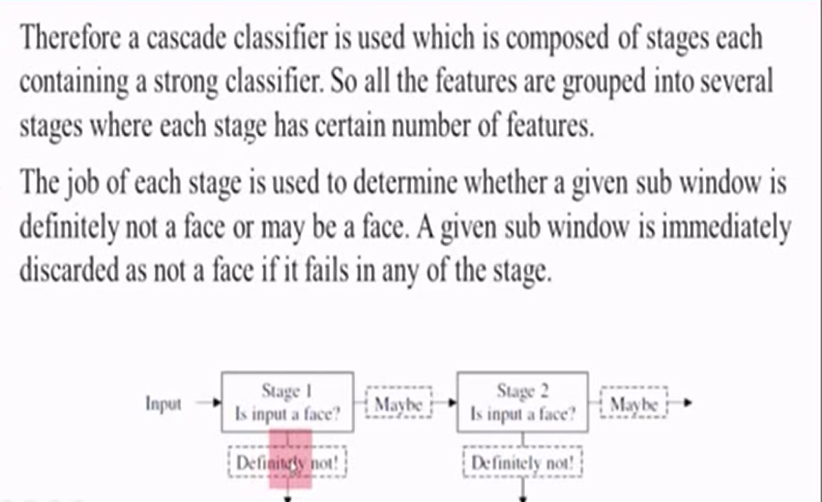 Therefore a cascade classifier is used which is composed of stages each
containing a strong classifier. So all the features are grouped into several
stages where each stage has certain number of features.
The job of each stage is used to determine whether a given sub window is
definitely not a face or may be a face. A given sub window is immediately
discarded as not a face if it fails in any of the stage.
Input
Stage 1
Is input a face?
Maybe
Stage 2
Is input a face?
Maybe
Definitely not!
Definitely not!